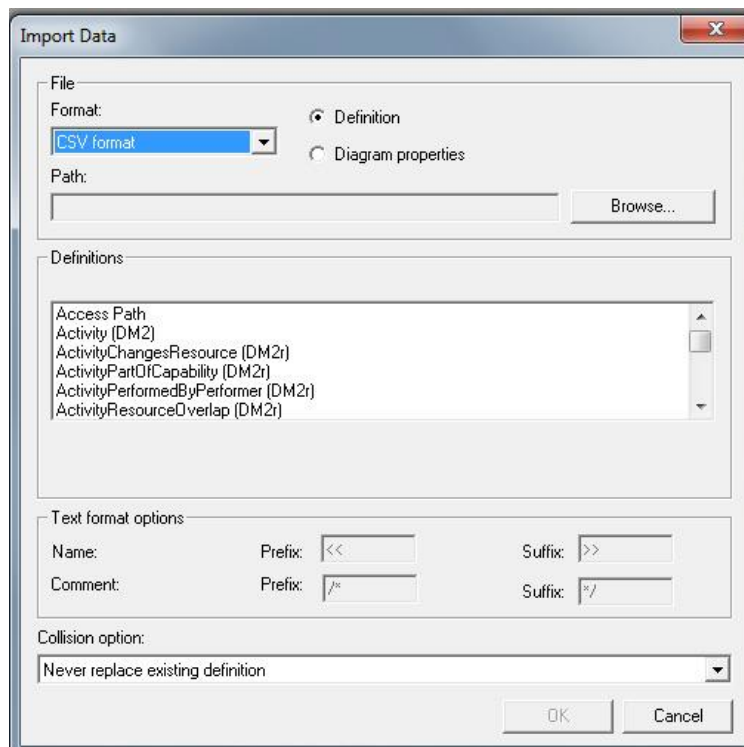 Import Data
File
Format:
CSV format
Definition
Diagram properties
Path:
Browse...
Definitions
Access Path
Activity (DM2)
ActivityChangesResource (DM2r)
ActivityPartOfCapability (DM2r)
ActivityPerformedByPerformer (DM2r)
ActivityResourceOverlap (DM2r)
Text format options
Name: Prefix: << Suffix: >>
Comment: Prefix: /* Suffix: */
Collision option:
Never replace existing definition
OK Cancel